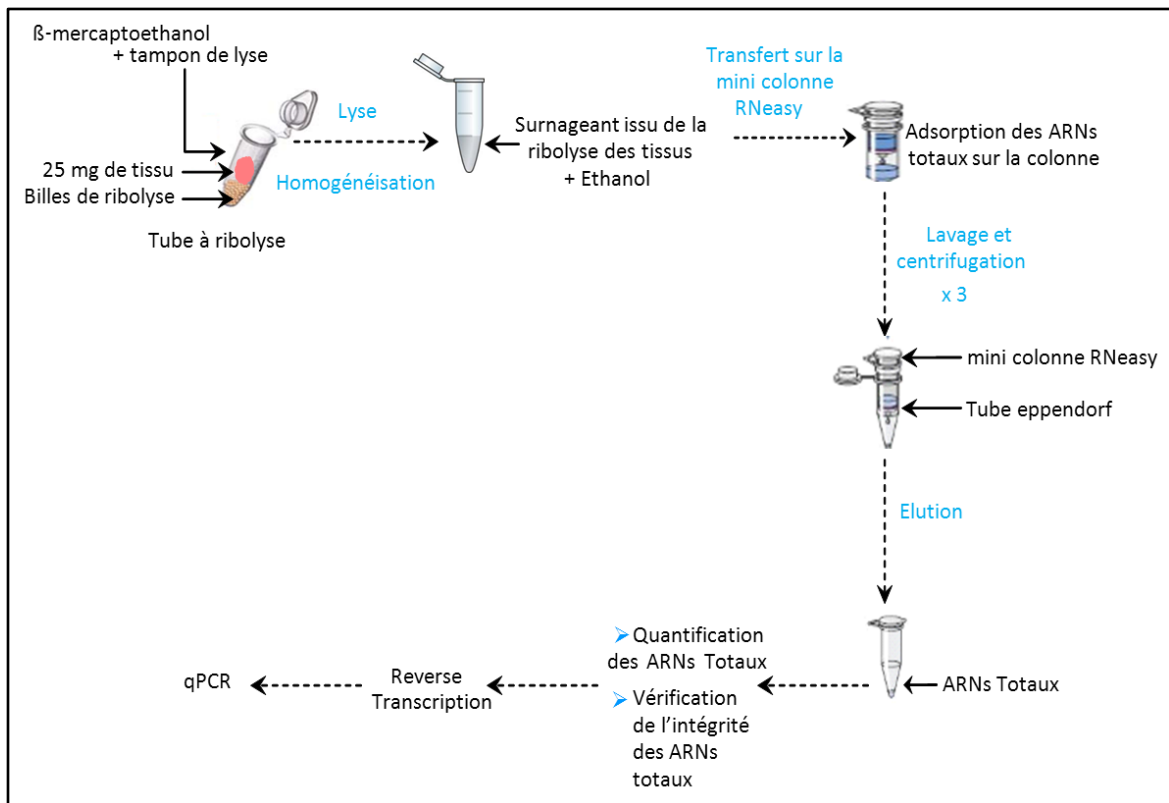 ß-mercaptoethanol
+ tampon de lyse
25 mg de tissu
Billes de ribolyse
Tube à ribolyse
Lyse
Homogénéisation
Surnageant issu de la
ribolyse des tissus
+ Ethanol
Transfert sur la
mini colonne
RNeasy
Adsorption des ARNs
totaux sur la colonne
Lavage et
centrifugation
x 3
mini colonne RNeasy
Tube eppendorf
Elution
ARNs Totaux
Quantification
des ARNs Totaux
Vérification
de l’intégrité
des ARNs
totaux
Reverse
Transcription
qPCR